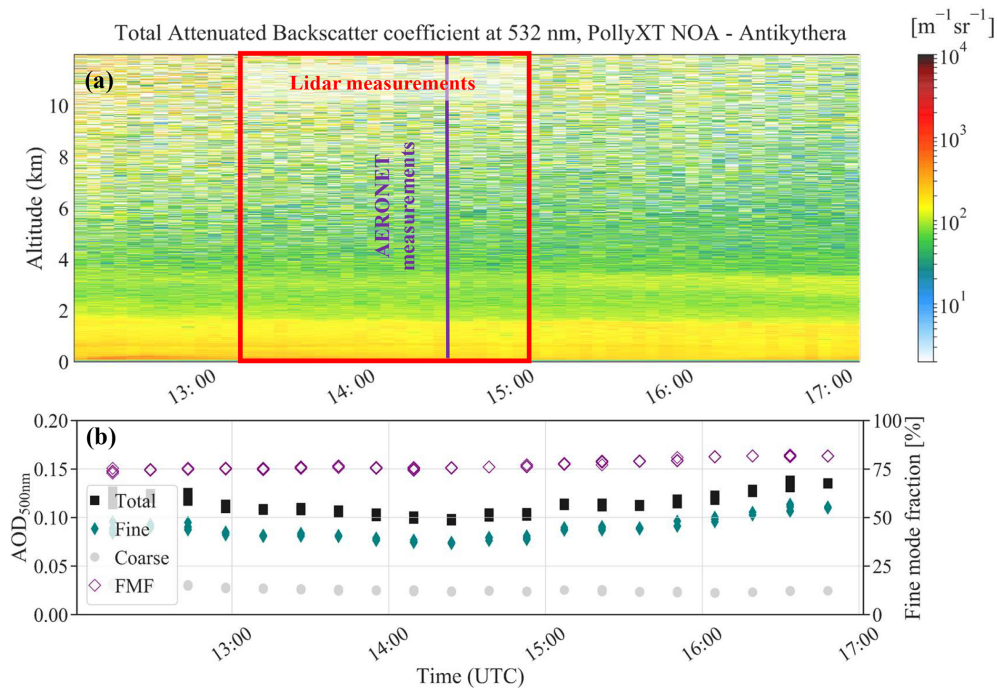 Total Attenuated Backscatter coefficient at 532 nm, PollyXT NOA - Antikythera
[m⁻¹sr⁻¹]
(a)
Lidar measurements
AERONET
measurements
Altitude (km)
10
8
6
4
2
0
13:00
14:00
15:00
16:00
17:00
10⁴
10³
10²
10¹
(b)
AOD500nm
0.20
0.15
0.10
0.05
0.00
Total
Fine
Coarse
FMF
100
75
50
25
0
Fine mode fraction [%]
13:00
14:00
15:00
16:00
17:00
Time (UTC)